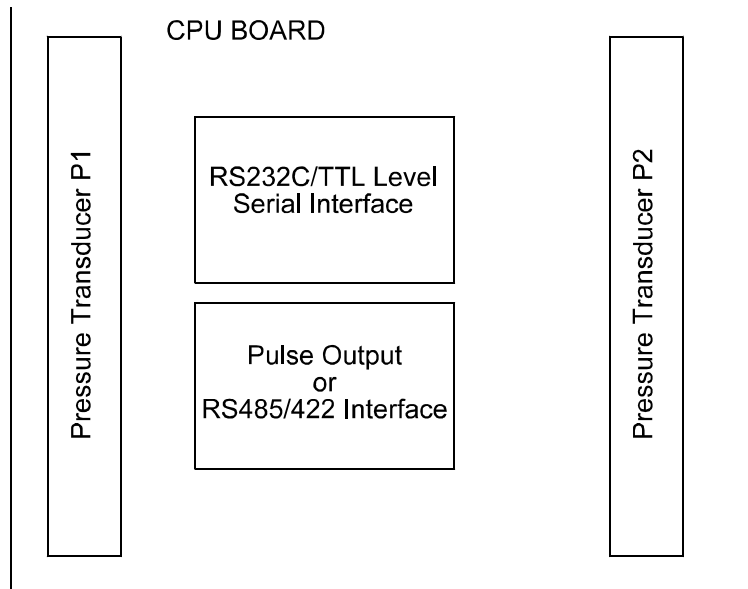 CPU BOARD
Pressure Transducer P1
RS232C/TTL Level
Serial Interface
Pulse Output
or
RS485/422 Interface
Pressure Transducer P2